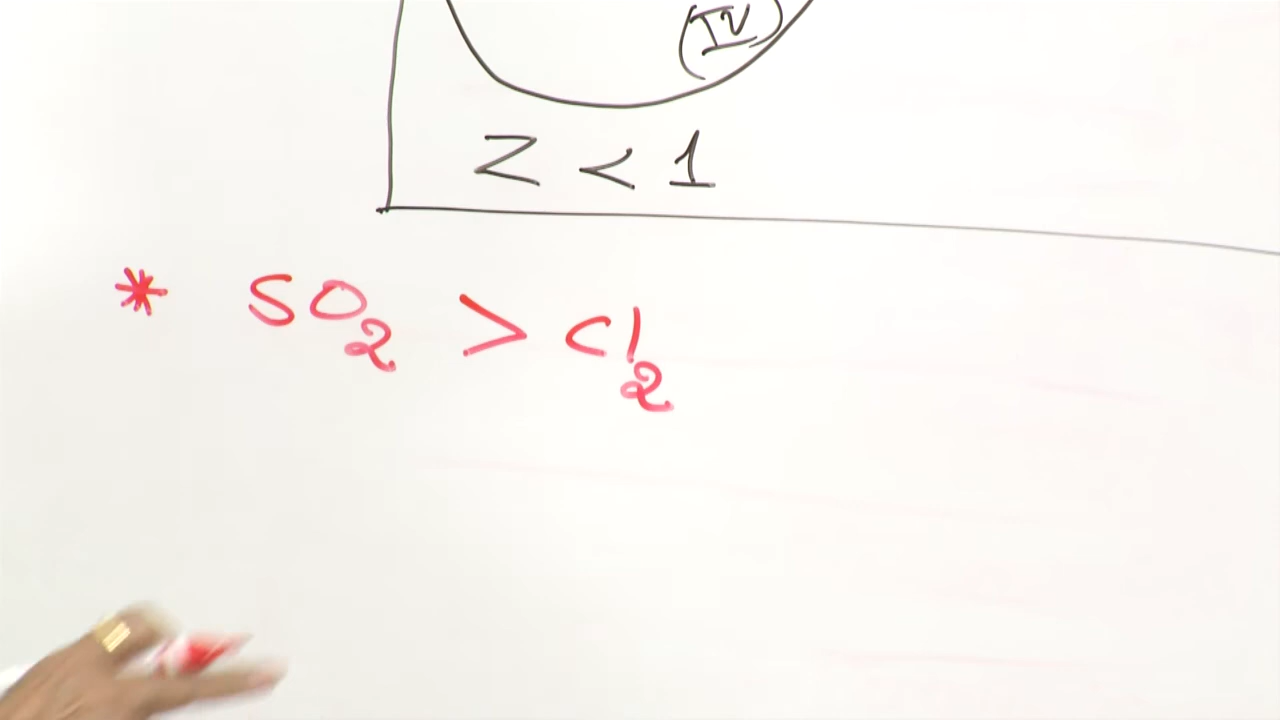 (IV)
Z < 1
* SO₂ > Cl₂